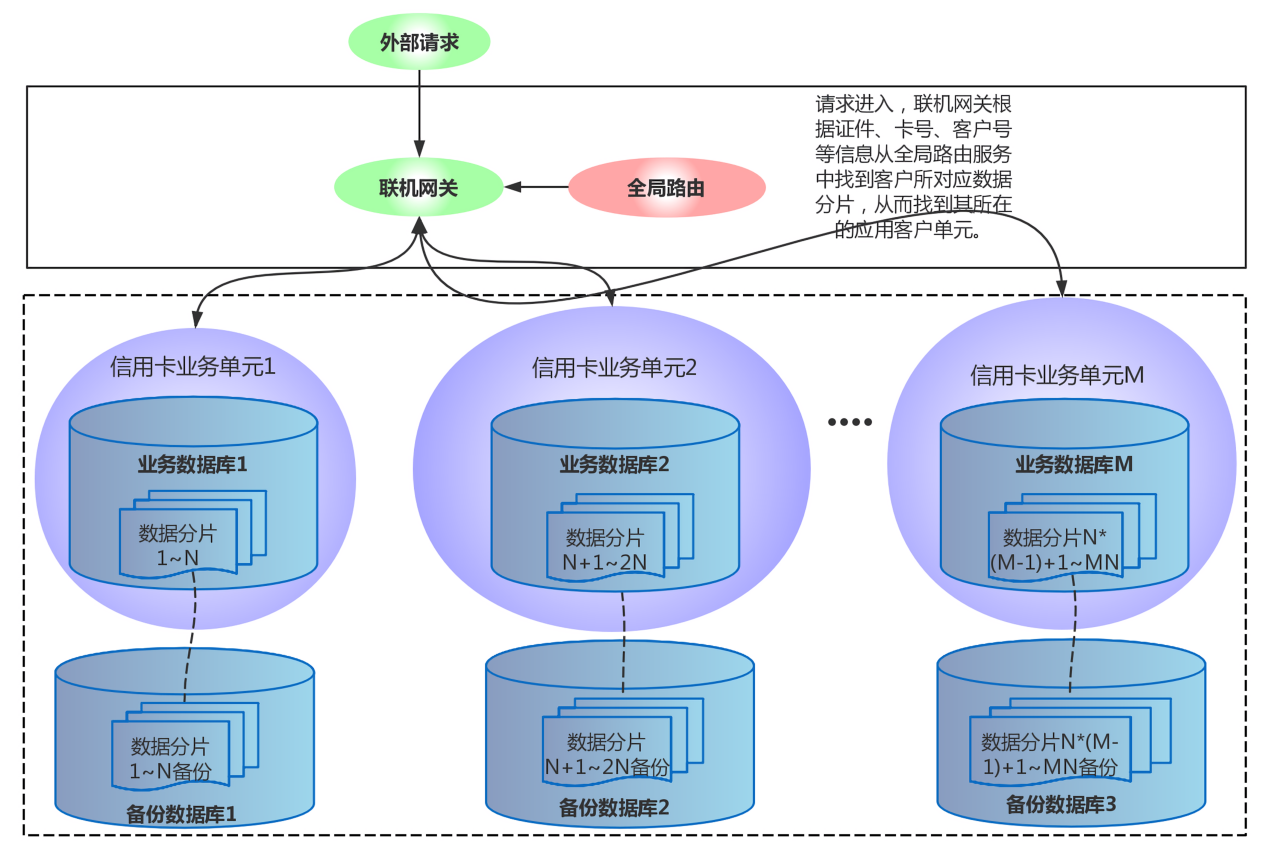 外部请求
请求进入，联机网关根
据证件、卡号、客户号
等信息从全局路由服务
中找到客户所对应数据
分片，从而找到其所在
的应用客户单元。
联机网关
全局路由
信用卡业务单元1
业务数据库1
数据分片
1~N
信用卡业务单元2
业务数据库2
数据分片
N+1~2N
••••
信用卡业务单元M
业务数据库M
数据分片N*
(M-1)+1~MN
数据分片
1~N备份
备份数据库1
数据分片
N+1~2N备份
备份数据库2
数据分片N*(M-
1)+1~MN备份
备份数据库3